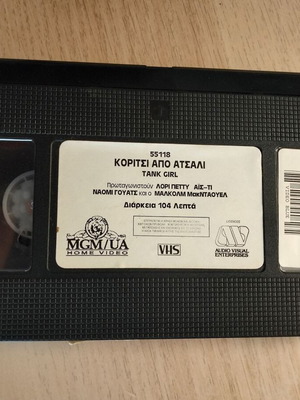 55118
ΚΟΡΙΤΣΙ ΑΠΟ ΑΤΣΑΛΙ
TANK GIRL
Πρωταγωνιστούν ΛΟΡΙ ΠΕΤΤΥ ΑΪΣ-ΤΙ
ΝΑΟΜΙ ΓΟΥΑΤΣ και ο ΜΑΛΚΟΛΜ ΜακΝΤΑΟΥΕΛ
Διάρκεια 104 Λεπτά
MGM/UA
HOME VIDEO
VHS
AUDIO VISUAL
ENTERPRISES